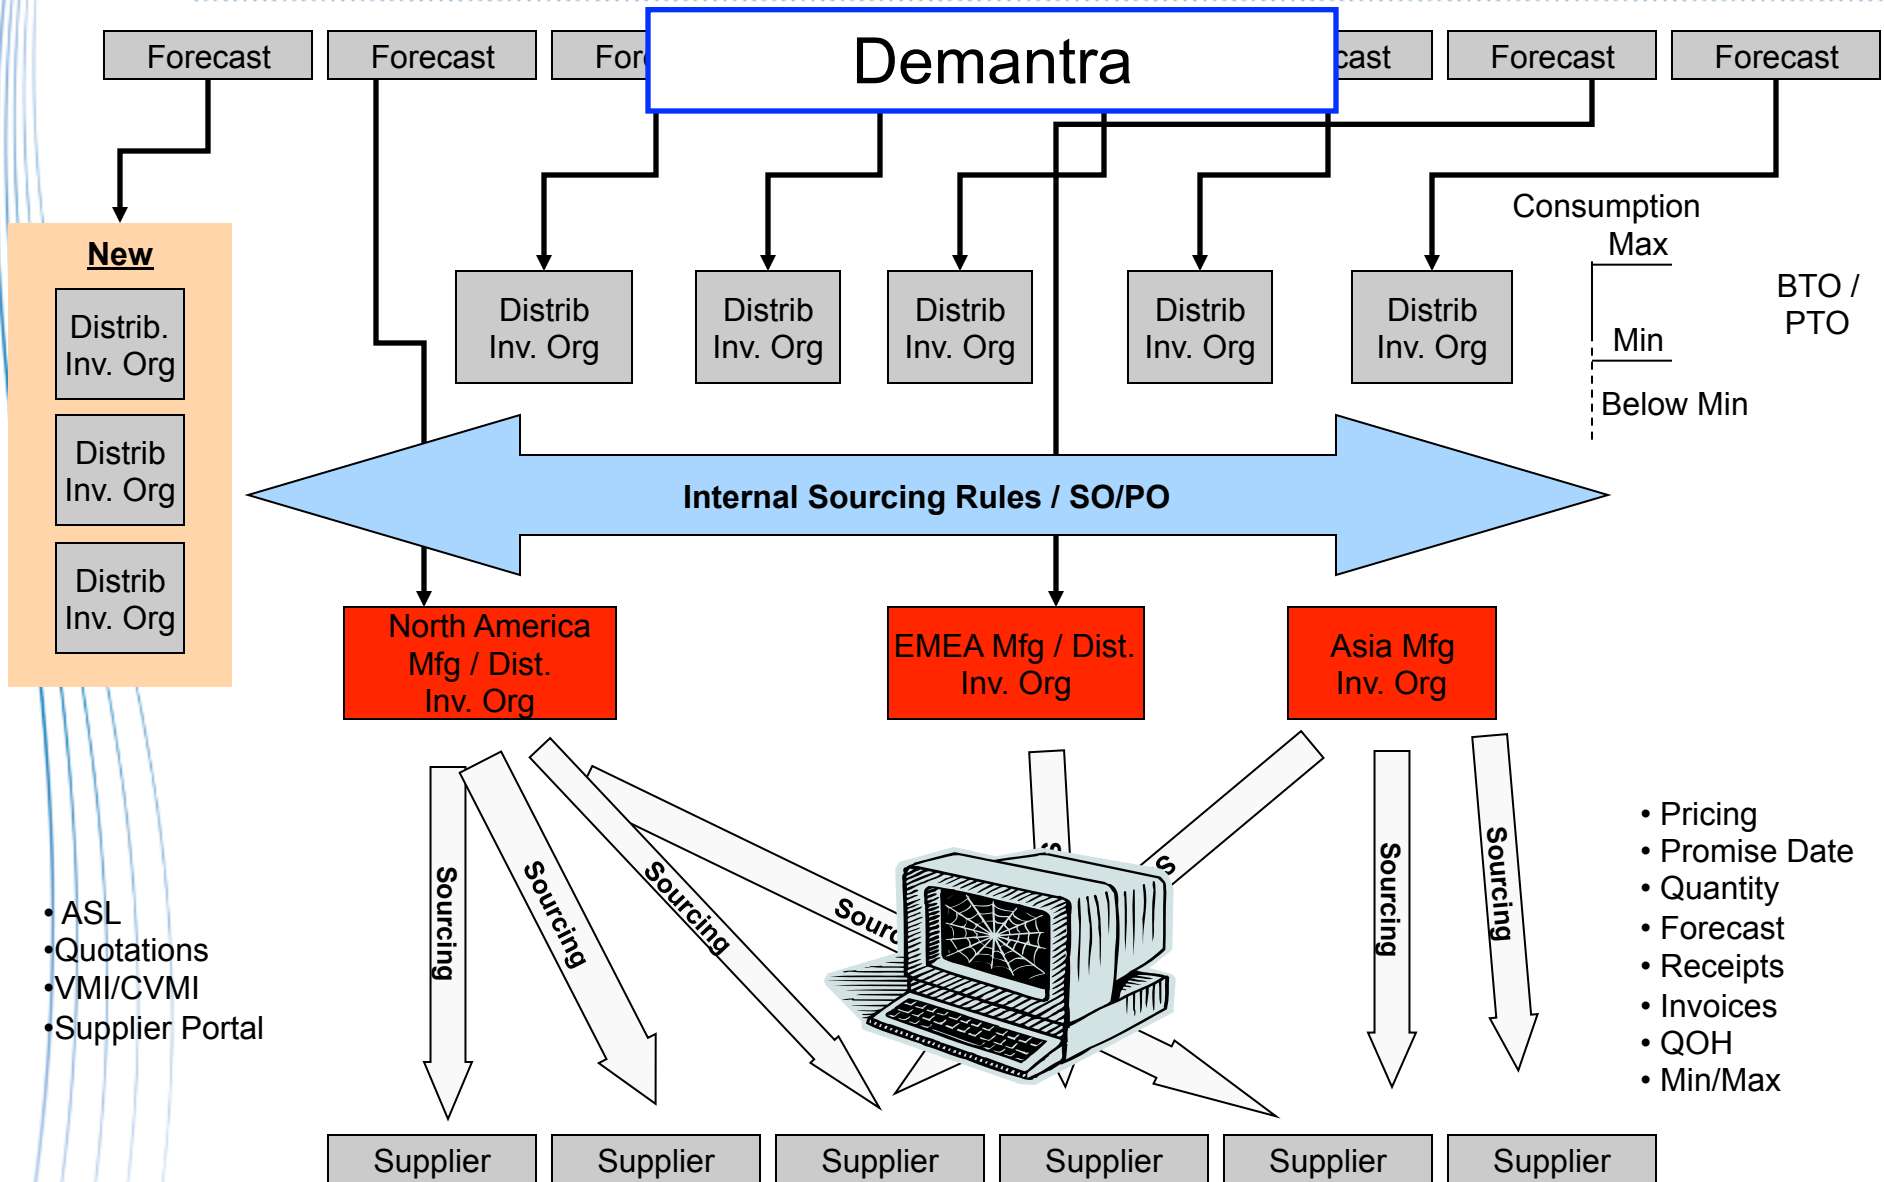 Forecast
Forecast
For
Demantra
cast
Forecast
Forecast
Consumption
Max
Min
Below Min
BTO /
PTO
New
Distrib.
Inv. Org
Distrib
Inv. Org
Distrib
Inv. Org
Distrib
Inv. Org
Distrib
Inv. Org
Distrib
Inv. Org
Distrib
Inv. Org
Distrib
Inv. Org
Internal Sourcing Rules / SO/PO
North America
Mfg / Dist.
Inv. Org
EMEA Mfg / Dist.
Inv. Org
Asia Mfg
Inv. Org
Sourcing
Sourcing
Sourcing
Sourc
S
S
Sourcing
Sourcing
• ASL
•Quotations
•VMI/CVMI
•Supplier Portal
• Pricing
• Promise Date
• Quantity
• Forecast
• Receipts
• Invoices
• QOH
• Min/Max
Supplier
Supplier
Supplier
Supplier
Supplier
Supplier